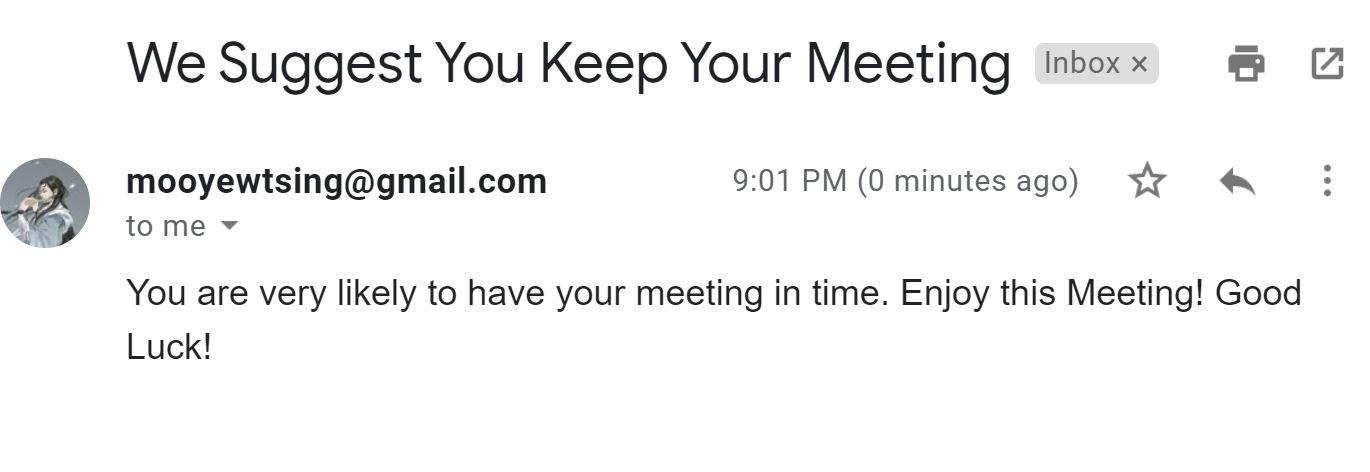 We Suggest You Keep Your Meeting Inbox ×
mooyewtsing@gmail.com 9:01 PM (0 minutes ago)
to me
You are very likely to have your meeting in time. Enjoy this Meeting! Good
Luck!